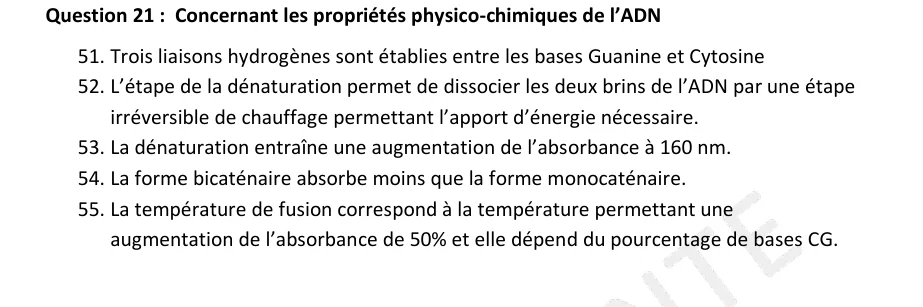 Question 21 : Concernant les propriétés physico-chimiques de l’ADN
51. Trois liaisons hydrogènes sont établies entre les bases Guanine et Cytosine
52. L’étape de la dénaturation permet de dissocier les deux brins de l’ADN par une étape
irréversible de chauffage permettant l’apport d’énergie nécessaire.
53. La dénaturation entraîne une augmentation de l’absorbance à 160 nm.
54. La forme bicaténaire absorbe moins que la forme monocaténaire.
55. La température de fusion correspond à la température permettant une
augmentation de l’absorbance de 50% et elle dépend du pourcentage de bases CG.